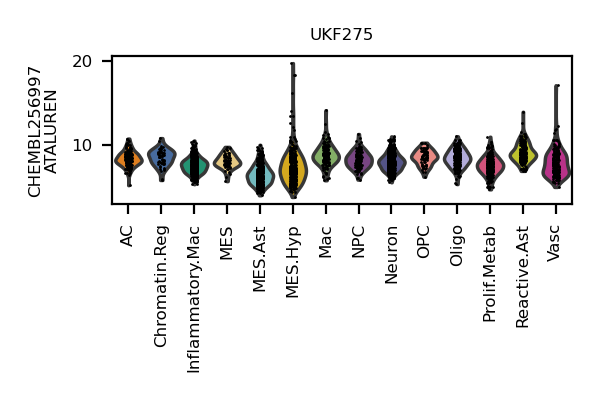 UKF275
CHEMBL256997
ATALUREN
20
10
AC
Chromatin.Reg
Inflammatory.Mac
MES
MES.Ast
MES.Hyp
Mac
NPC
Neuron
OPC
Oligo
Prolif.Metab
Reactive.Ast
Vasc